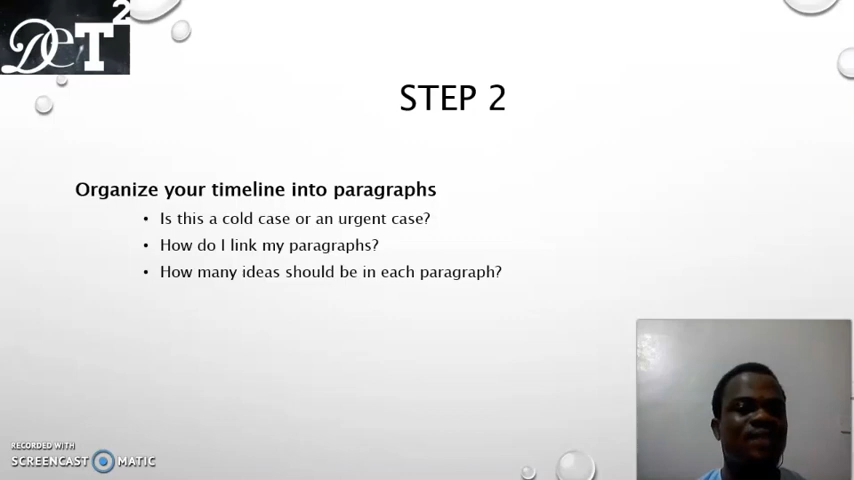 DeT2
STEP 2
Organize your timeline into paragraphs
• Is this a cold case or an urgent case?
• How do I link my paragraphs?
• How many ideas should be in each paragraph?
RECORDED WITH
SCREENCAST MATIC